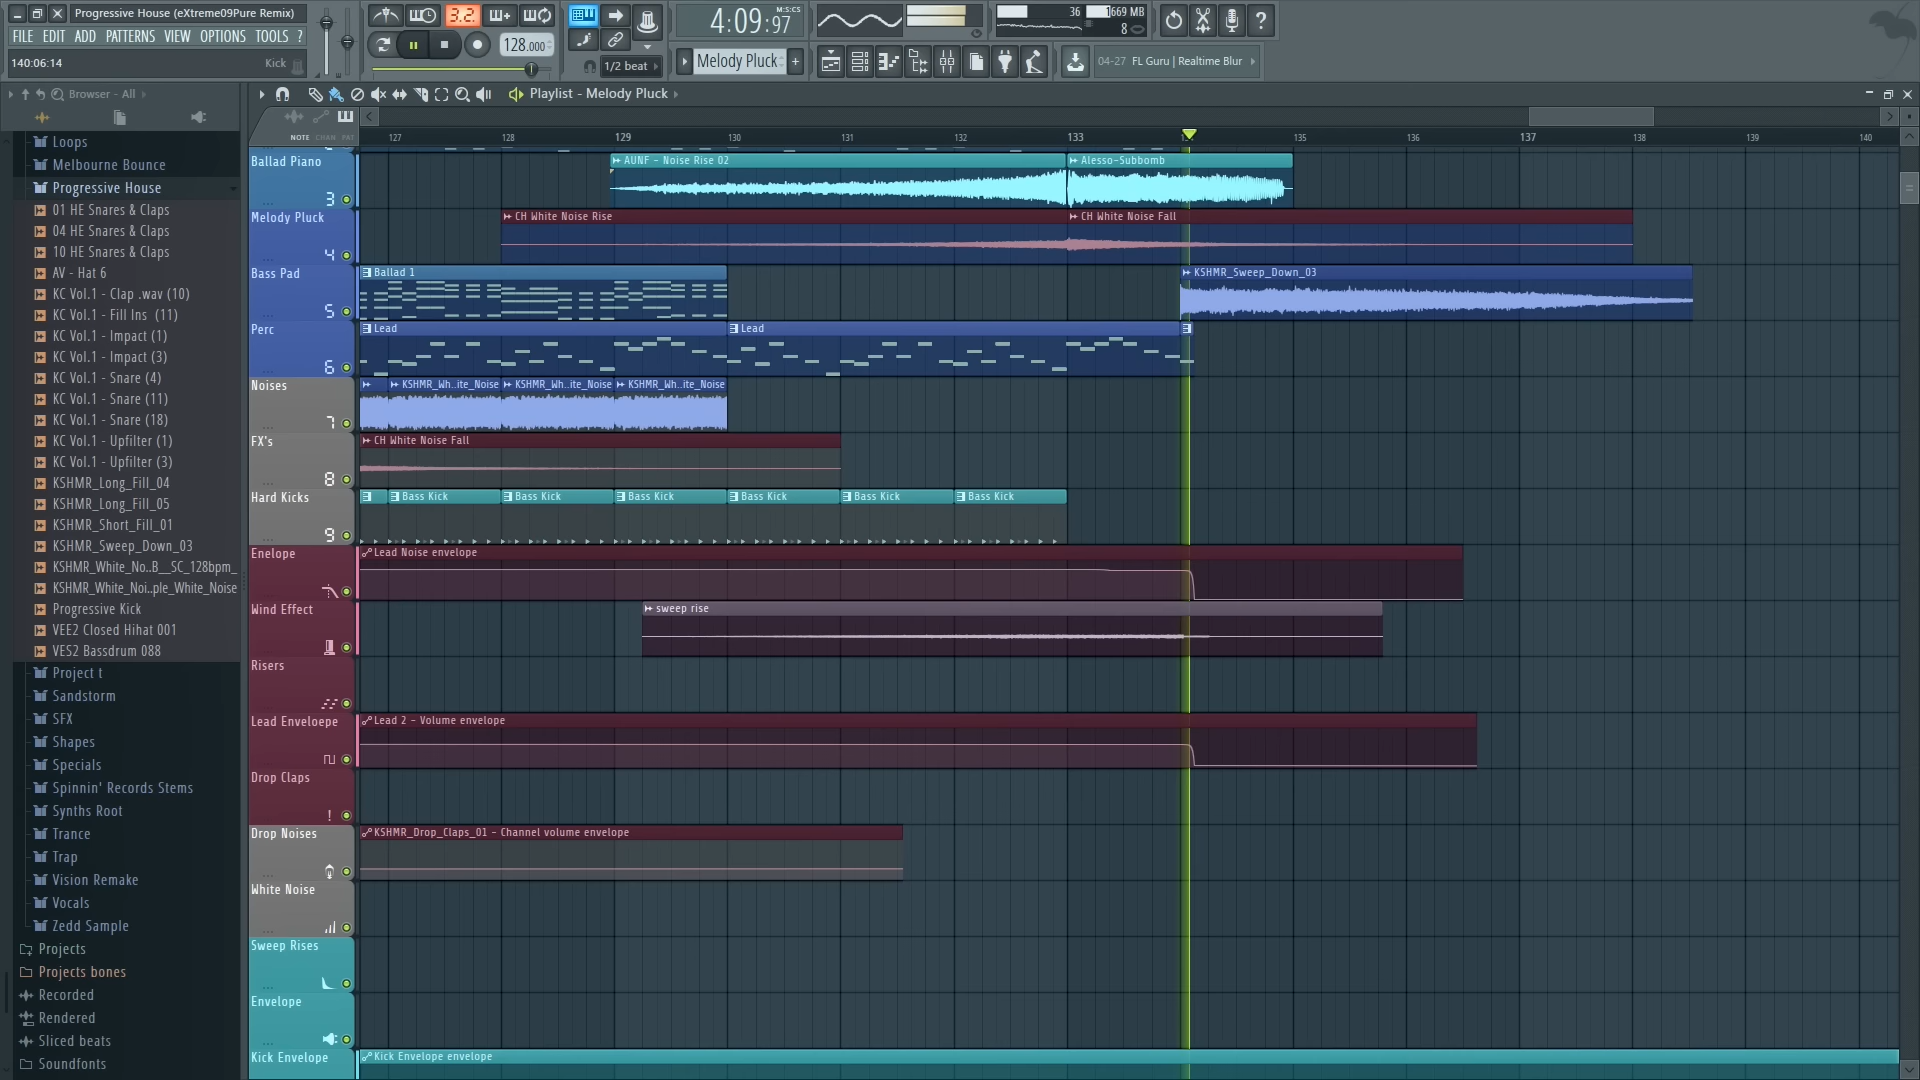 Progressive House (eXtreme09Pure Remix)
FILE EDIT ADD PATTERNS VIEW OPTIONS TOOLS ?
140:06:14 Kick
3.2
128.000
1/2 beat
4:09:97 M:S:CS
Melody Pluck
36 1669 MB
8
04-27 FL Guru | Realtime Blur
Browser - All
Playlist - Melody Pluck
NOTE CHAN PAT
127 128 129 130 131 132 133 135 136 137 138 139 140
Loops
Melbourne Bounce
Progressive House
01 HE Snares & Claps
04 HE Snares & Claps
10 HE Snares & Claps
AV - Hat 6
KC Vol.1 - Clap .wav (10)
KC Vol.1 - Fill Ins (11)
KC Vol.1 - Impact (1)
KC Vol.1 - Impact (3)
KC Vol.1 - Snare (4)
KC Vol.1 - Snare (11)
KC Vol.1 - Snare (18)
KC Vol.1 - Upfilter (1)
KC Vol.1 - Upfilter (3)
KSHMR_Long_Fill_04
KSHMR_Long_Fill_05
KSHMR_Short_Fill_01
KSHMR_Sweep_Down_03
KSHMR_White_No..B__SC_128bpm_
KSHMR_White_Noi..ple_White_Noise
Progressive Kick
VEE2 Closed Hihat 001
VES2 Bassdrum 088
Project t
Sandstorm
SFX
Shapes
Specials
Spinnin' Records Stems
Synths Root
Trance
Trap
Vision Remake
Vocals
Zedd Sample
Projects
Projects bones
Recorded
Rendered
Sliced beats
Soundfonts
Ballad Piano
3
AUNF - Noise Rise 02
Alesso-Subbomb
Melody Pluck
4
CH White Noise Rise
CH White Noise Fall
Bass Pad
5
Ballad 1
KSHMR_Sweep_Down_03
Perc
6
Lead
Lead
Noises
7
KSHMR_Wh..ite_Noise
KSHMR_Wh..ite_Noise
KSHMR_Wh..ite_Noise
FX's
8
CH White Noise Fall
Hard Kicks
9
Bass Kick
Bass Kick
Bass Kick
Bass Kick
Bass Kick
Bass Kick
Enelope
Lead Noise envelope
Wind Effect
sweep rise
Risers
Lead Enveloepe
Lead 2 - Volume envelope
Drop Claps
Drop Noises
KSHMR_Drop_Claps_01 - Channel volume envelope
White Noise
Sweep Rises
Envelope
Kick Envelope
Kick Envelope envelope